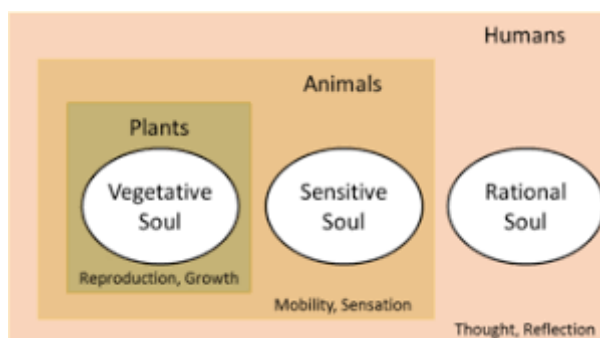 Humans
Animals
Plants
Vegetative
Soul
Sensitive
Soul
Rational
Soul
Reproduction, Growth
Mobility, Sensation
Thought, Reflection